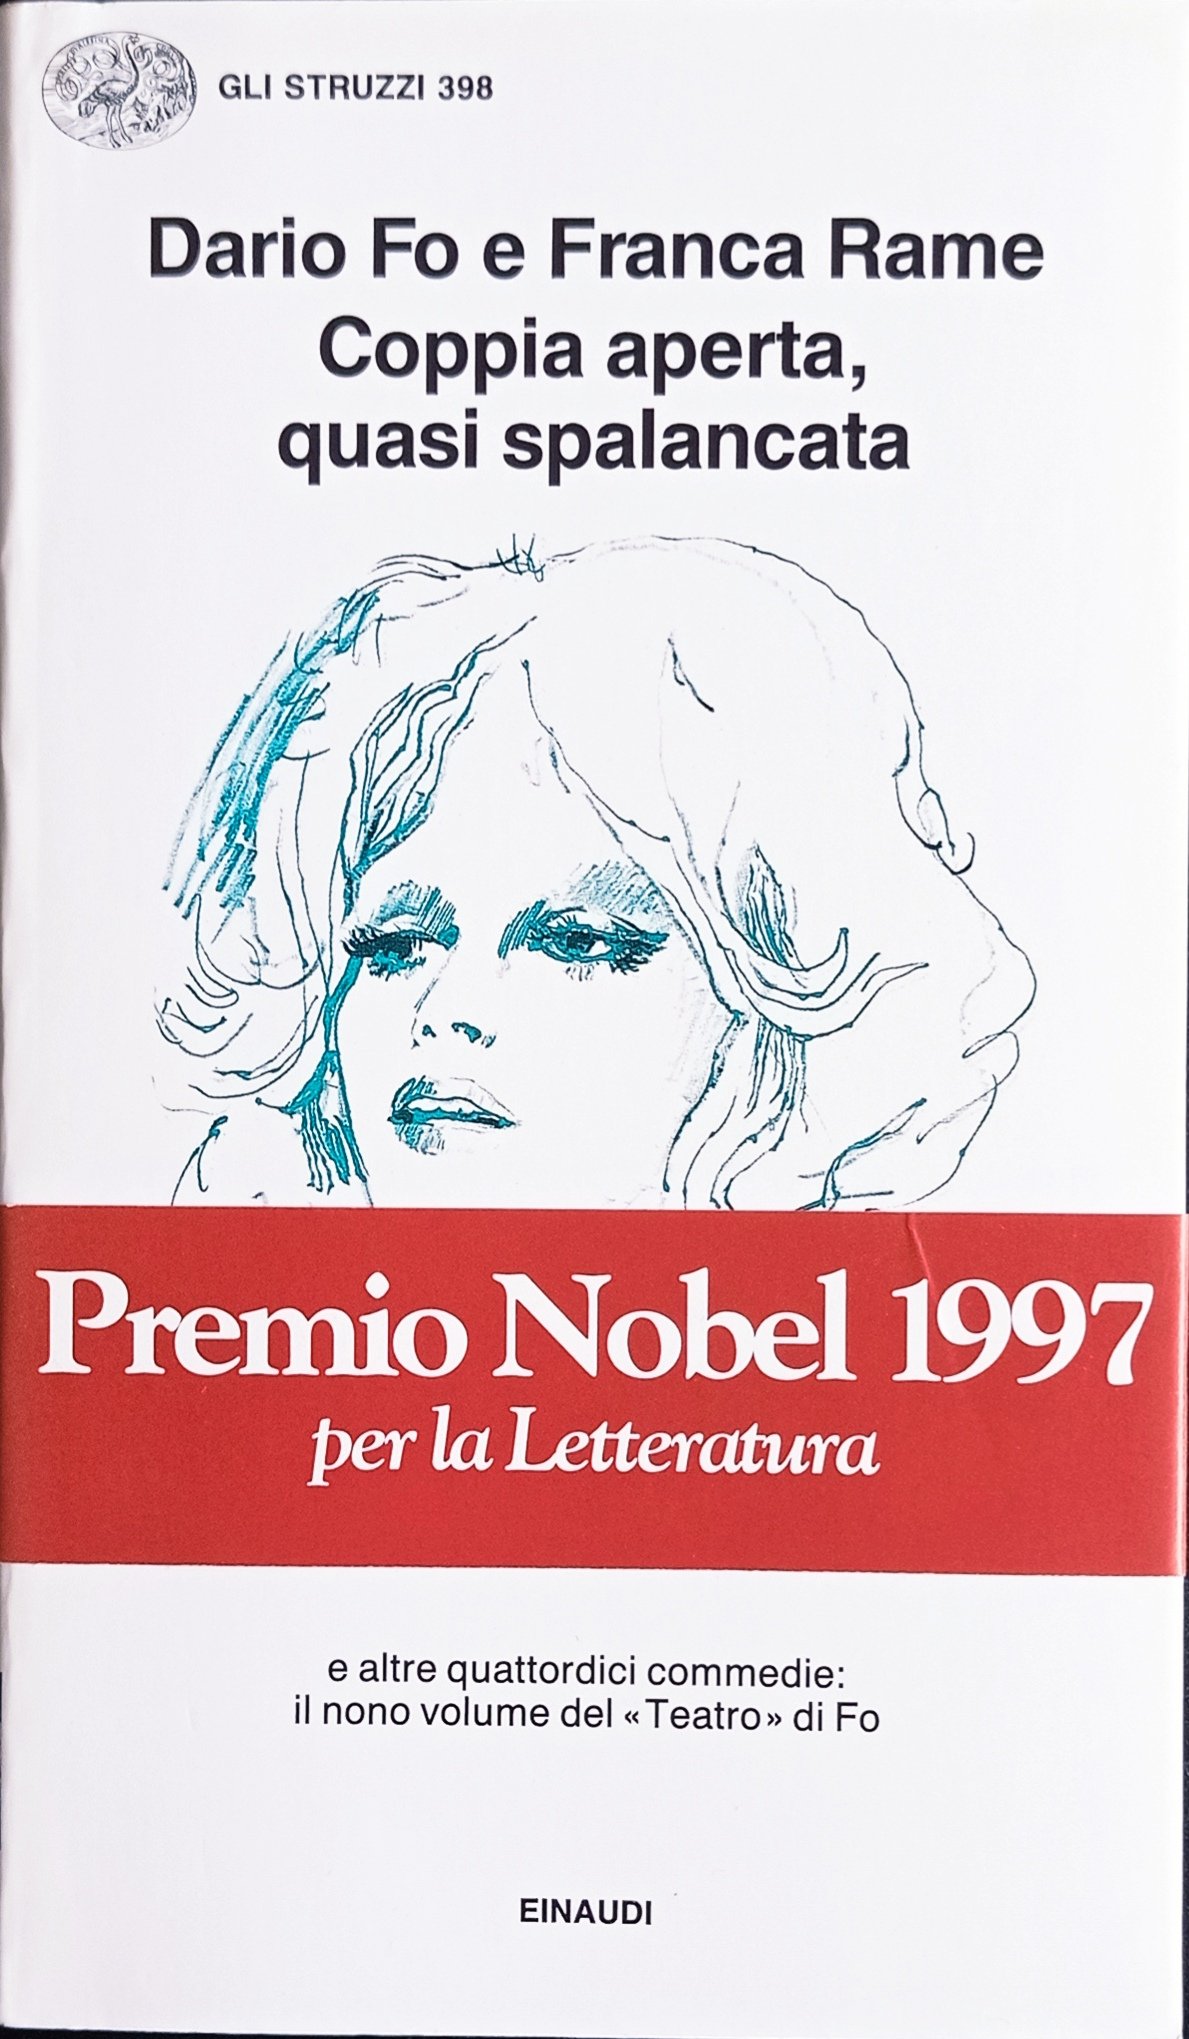 GLI STRUZZI 398
Dario Fo e Franca Rame
Coppia aperta,
quasi spalancata
Premio Nobel 1997
per la Letteratura
e altre quattordici commedie:
il nono volume del «Teatro» di Fo
EINAUDI